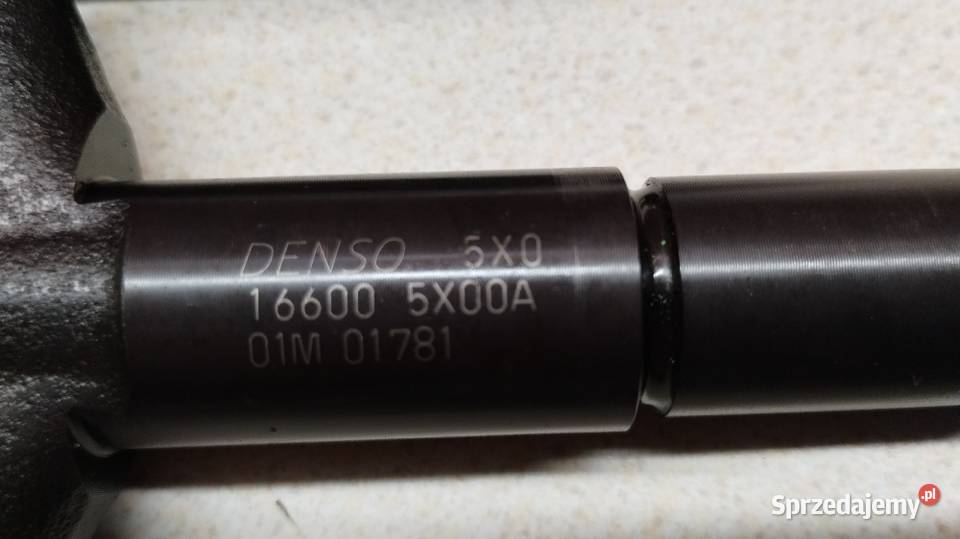 DENSO 5X0
16600 5X00A
01M 01781
Sprzedajemy.pl